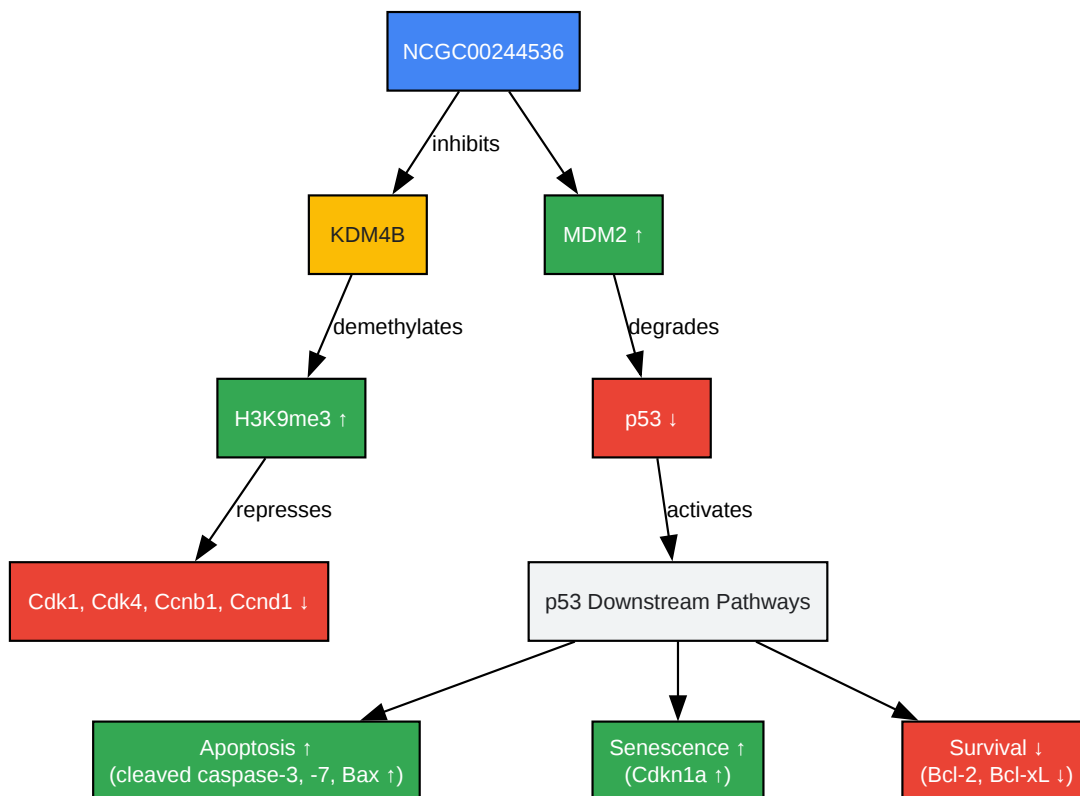 NCGC00244536
inhibits
KDM4B
MDM2 ↑
demethylates
degrades
H3K9me3 ↑
p53 ↓
represses
activates
Cdk1, Cdk4, Ccnb1, Ccnd1 ↓
p53 Downstream Pathways
Apoptosis ↑
(cleaved caspase-3, -7, Bax ↑)
Senescence ↑
(Cdkn1a ↑)
Survival ↓
(Bcl-2, Bcl-xL ↓)